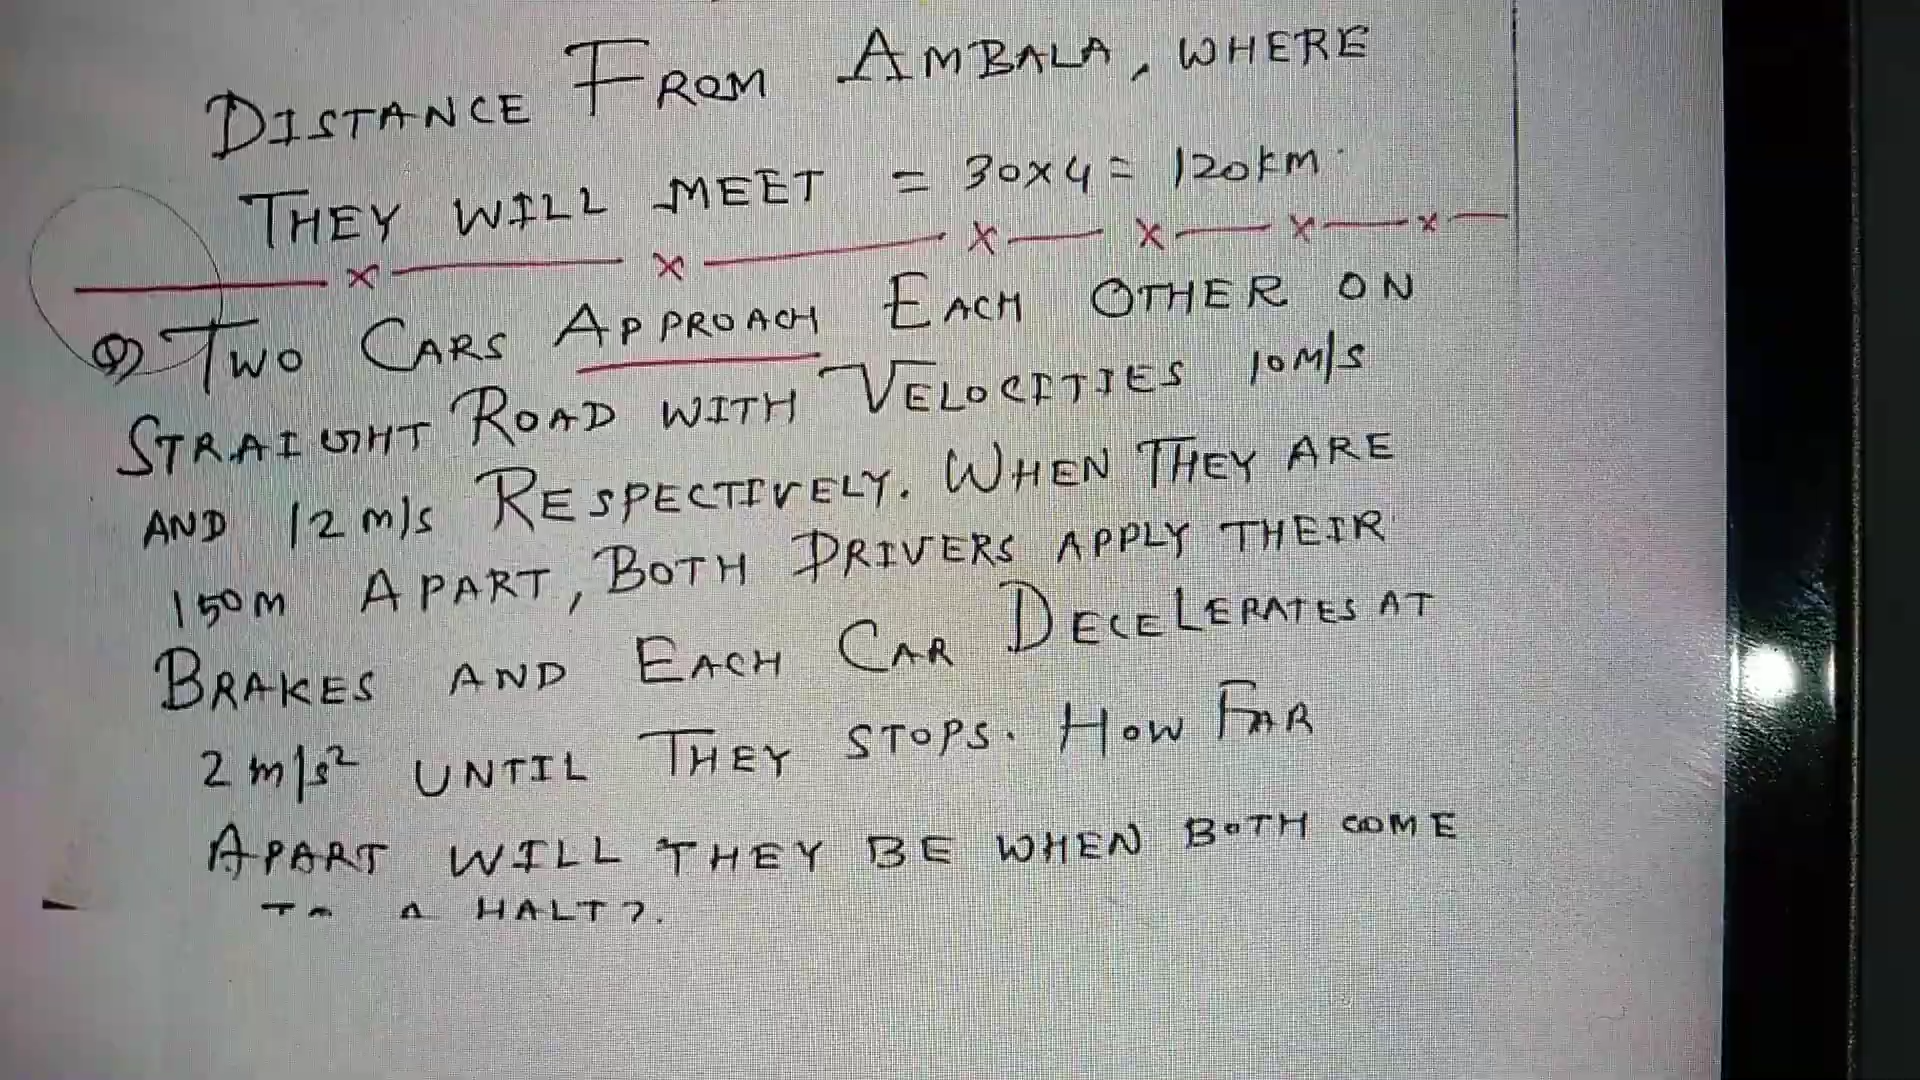 DISTANCE FROM AMBALA, WHERE
THEY WILL MEET = 30x4 = 120km.
Q) TWO CARS APPROACH EACH OTHER ON
STRAIGHT ROAD WITH VELOCITIES 10M/S
AND 12 m/s RESPECTIVELY. WHEN THEY ARE
150M APART, BOTH DRIVERS APPLY THEIR
BRAKES AND EACH CAR DECELERATES AT
2 m/s² UNTIL THEY STOPS. HOW FAR
APART WILL THEY BE WHEN BOTH COME
TO A HALT?.